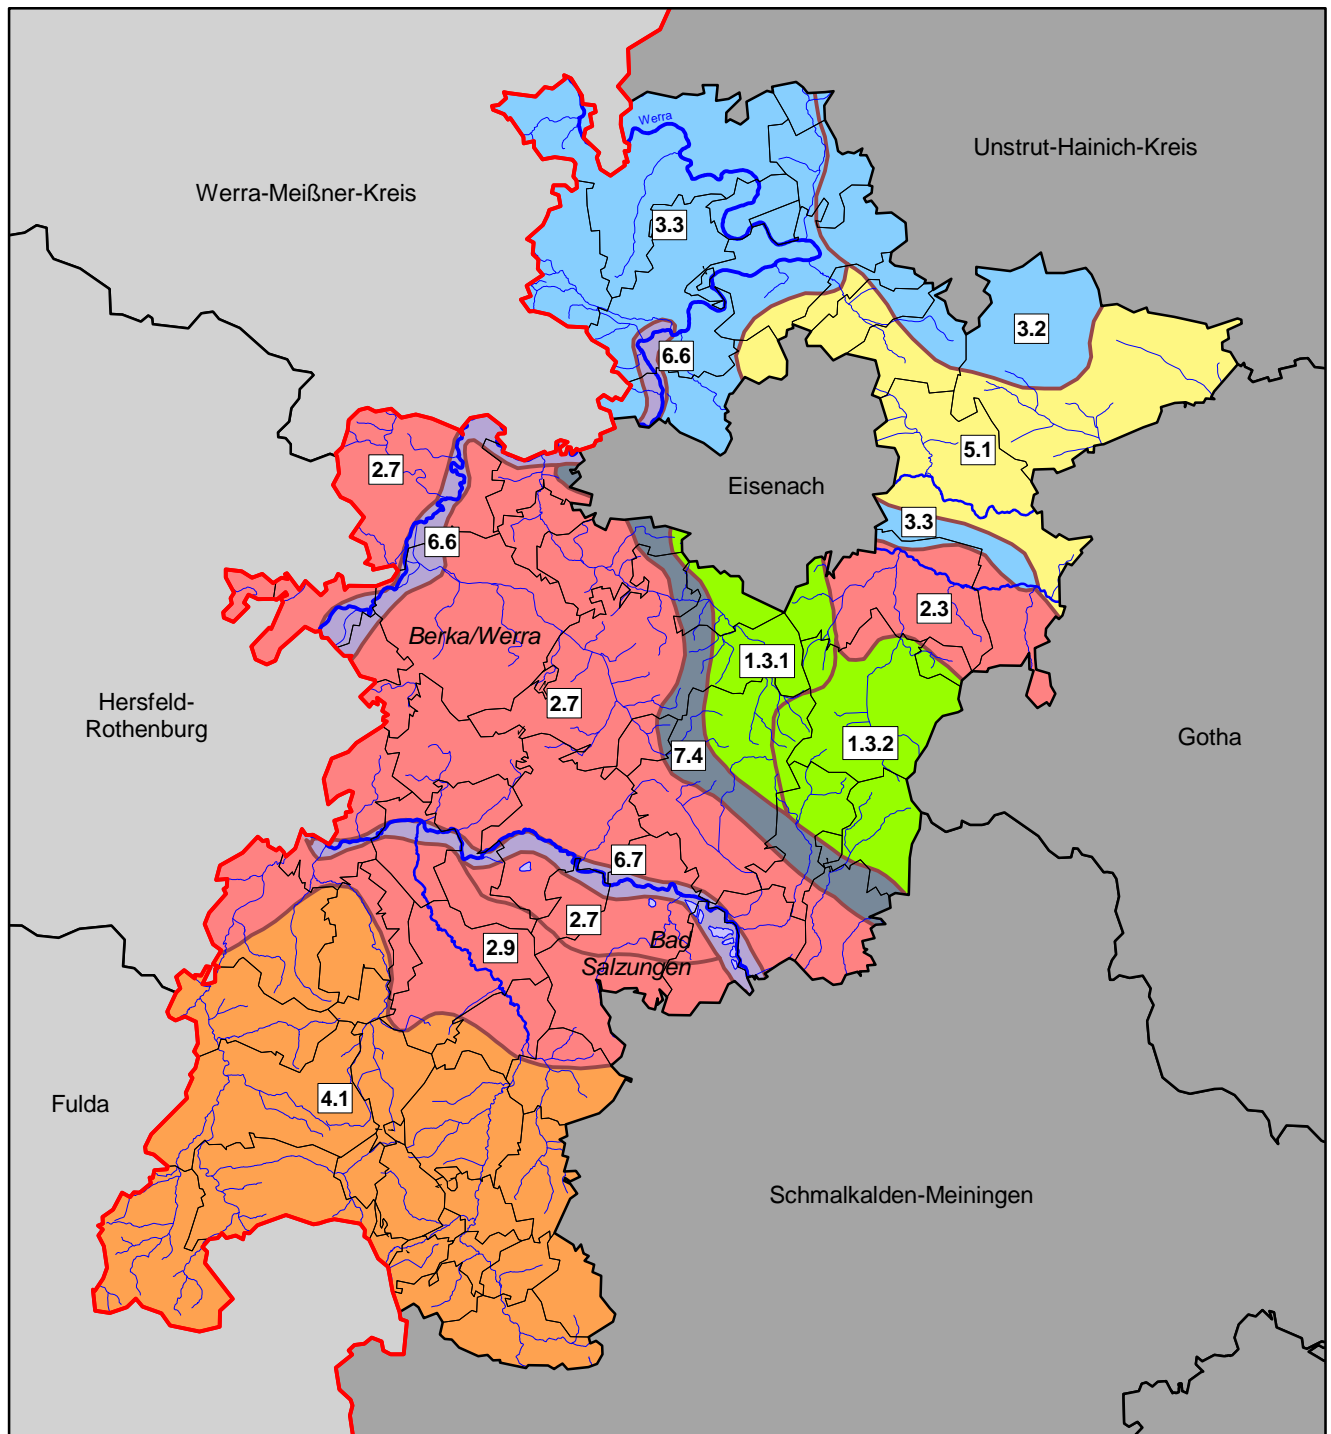 Werra
Unstrut-Hainich-Kreis
Werra-Meißner-Kreis
3.3
3.2
6.6
5.1
2.7
Eisenach
3.3
6.6
2.3
Berka/Werra
1.3.1
Hersfeld-
Rothenburg
2.7
1.3.2
Gotha
7.4
6.7
2.7
2.9
Bad
Salzungen
4.1
Fulda
Schmalkalden-Meiningen